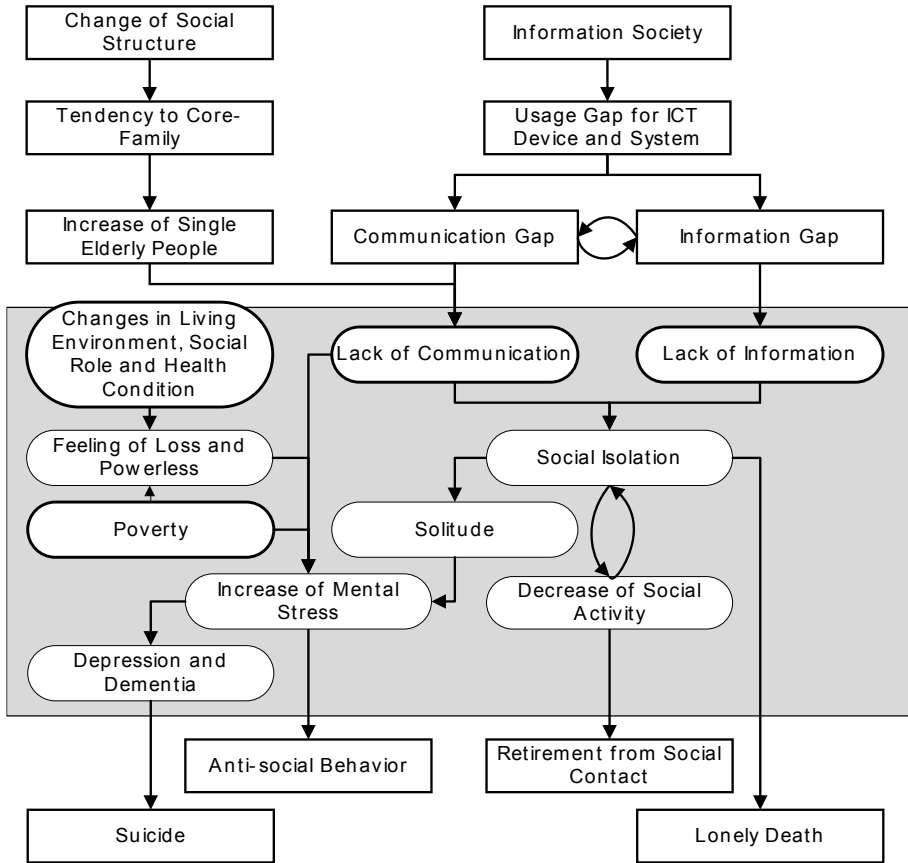 Change of Social
Structure
Information Society
Tendency to Core-
Family
Usage Gap for ICT
Device and System
Increase of Single
Elderly People
Communication Gap
Information Gap
Changes in Living
Environment, Social
Role and Health
Condition
Lack of Communication
Lack of Information
Feeling of Loss and
Powerless
Social Isolation
Poverty
Solitude
Increase of Mental
Stress
Decrease of Social
Activity
Depression and
Dementia
Anti-social Behavior
Retirement from Social
Contact
Suicide
Lonely Death